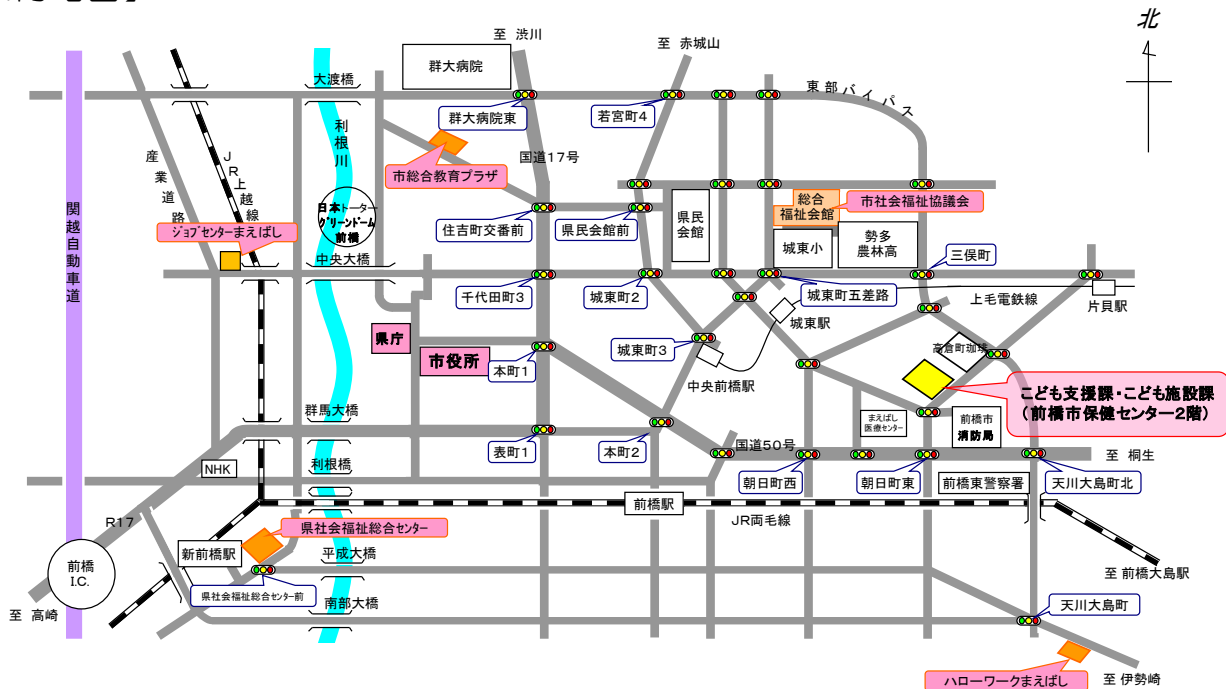 北
至 渋川
至 赤城山
群大病院
大渡橋
東部バイパス
群大病院東
若宮町4
利根川
国道17号
産業道路
JR上越線
市総合教育プラザ
関越自動車道
日本トーター
グリーンドーム
前橋
住吉町交番前
県民会館前
県民
会館
総合
福祉会館
市社会福祉協議会
城東小
勢多
農林高
三俣町
ジョブセンターまえばし
中央大橋
千代田町3
城東町2
城東町五差路
上毛電鉄線
片貝駅
城東駅
県庁
市役所
本町1
城東町3
中央前橋駅
高倉町珈琲
こども支援課・こども施設課
(前橋市保健センター2階)
群馬大橋
まえばし
医療センター
前橋市
消防局
表町1
本町2
国道50号
至 桐生
NHK
利根橋
朝日町西
朝日町東
前橋東警察署
天川大島町北
前橋駅
JR両毛線
R17
県社会福祉総合センター
新前橋駅
平成大橋
前橋
I.C.
至 前橋大島駅
県社会福祉総合センター前
南部大橋
天川大島町
至 高崎
ハローワークまえばし
至 伊勢崎